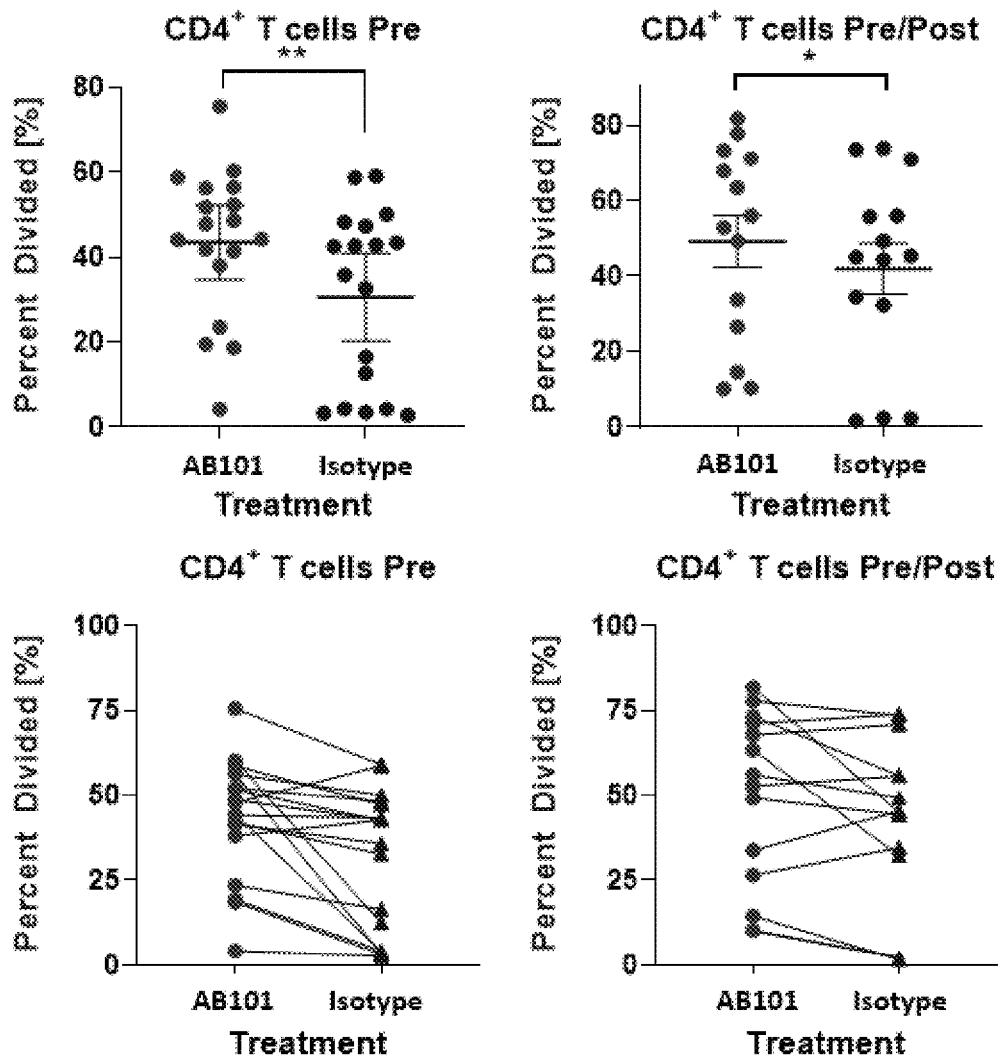 CD4⁺ T cells Pre
**
Percent Divided [%]
80
60
40
20
0
AB101 Isotype
Treatment
CD4⁺ T cells Pre/Post
*
Percent Divided [%]
80
60
40
20
0
AB101 Isotype
Treatment
CD4⁺ T cells Pre
Percent Divided [%]
100
75
50
25
0
AB101 Isotype
Treatment
CD4⁺ T cells Pre/Post
Percent Divided [%]
100
75
50
25
0
AB101 Isotype
Treatment